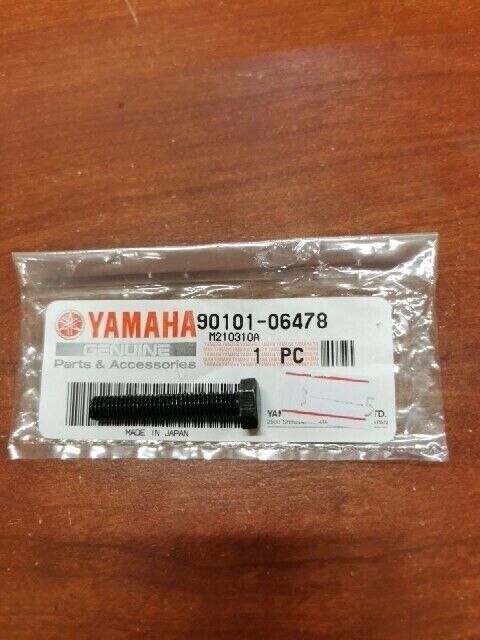 YAMAHA 90101-06478
M210310A
GENUINE
Parts & Accessories
1 PC
MADE IN JAPAN